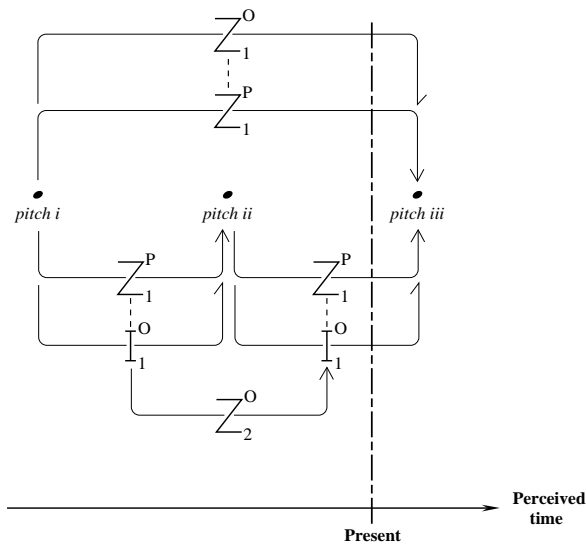 O
Z
1
P
Z
1
pitch i pitch ii pitch iii
P P
Z Z
1 1
O O
I I
1 1
O
Z
2
Perceived
time
Present